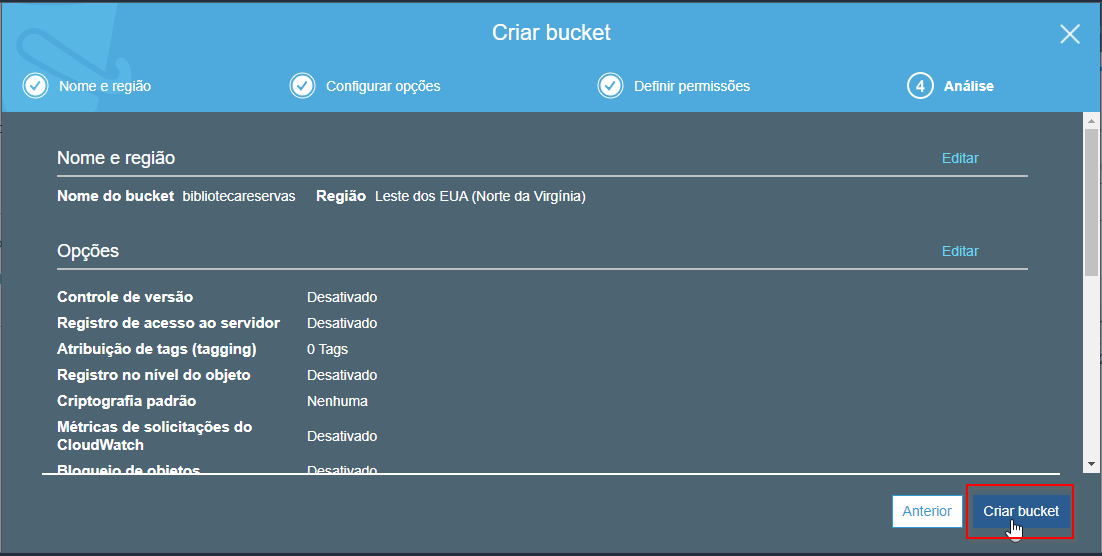 Criar bucket
Nome e região
Configurar opções
Definir permissões
4 Análise
Nome e região Editar
Nome do bucket bibliotecareservas Região Leste dos EUA (Norte da Virgínia)
Opções Editar
Controle de versão Desativado
Registro de acesso ao servidor Desativado
Atribuição de tags (tagging) 0 Tags
Registro no nível do objeto Desativado
Criptografia padrão Nenhuma
Métricas de solicitações do
CloudWatch Desativado
Bloqueio de objetos Desativado
Anterior Criar bucket